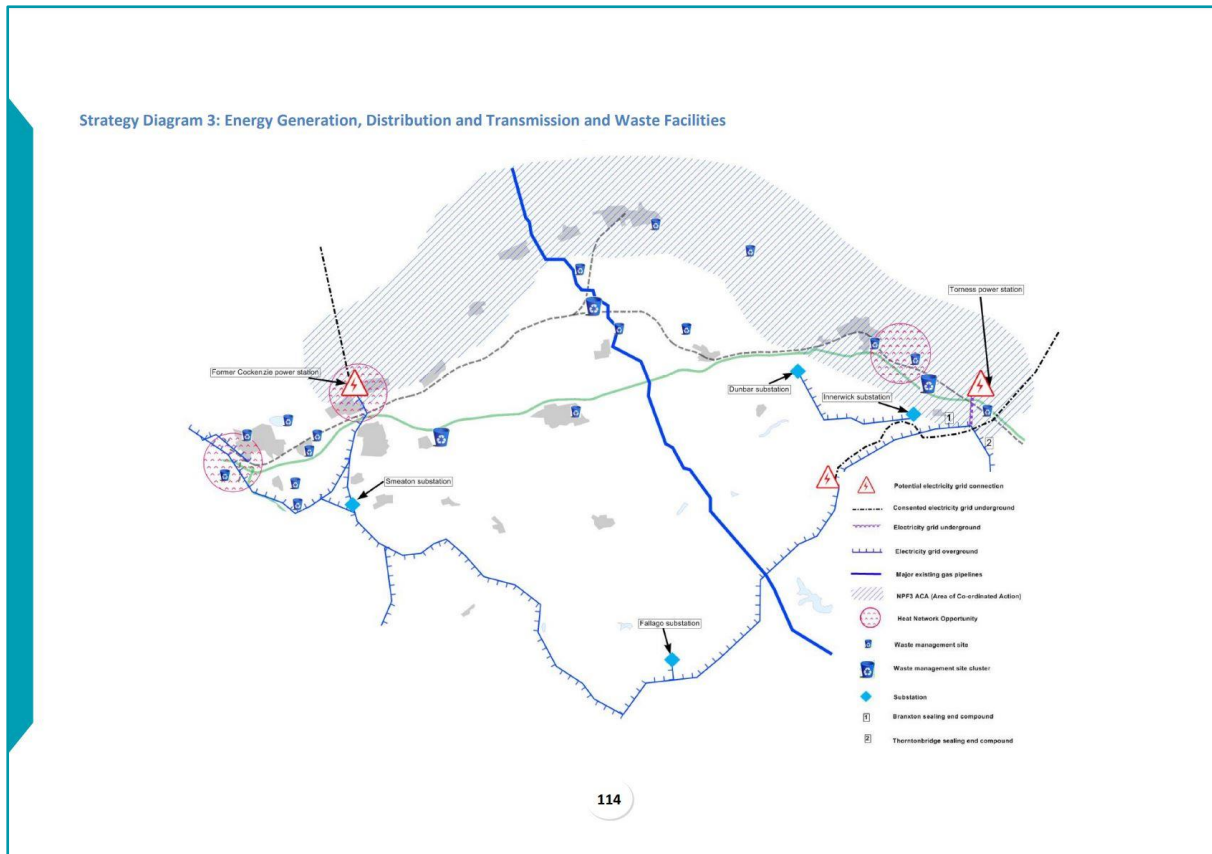 Strategy Diagram 3: Energy Generation, Distribution and Transmission and Waste Facilities
Torness power station
Former Cockenzie power station
Dunbar substation
Innerwick substation
1
2
Smeaton substation
Fallago substation
Potential electricity grid connection
Consented electricity grid underground
Electricity grid underground
Electricity grid overground
Major existing gas pipelines
NPF3 ACA (Area of Co-ordinated Action)
Heat Network Opportunity
Waste management site
Waste management site cluster
Substation
1 Branxton sealing end compound
2 Thorntonbridge sealing end compound
114